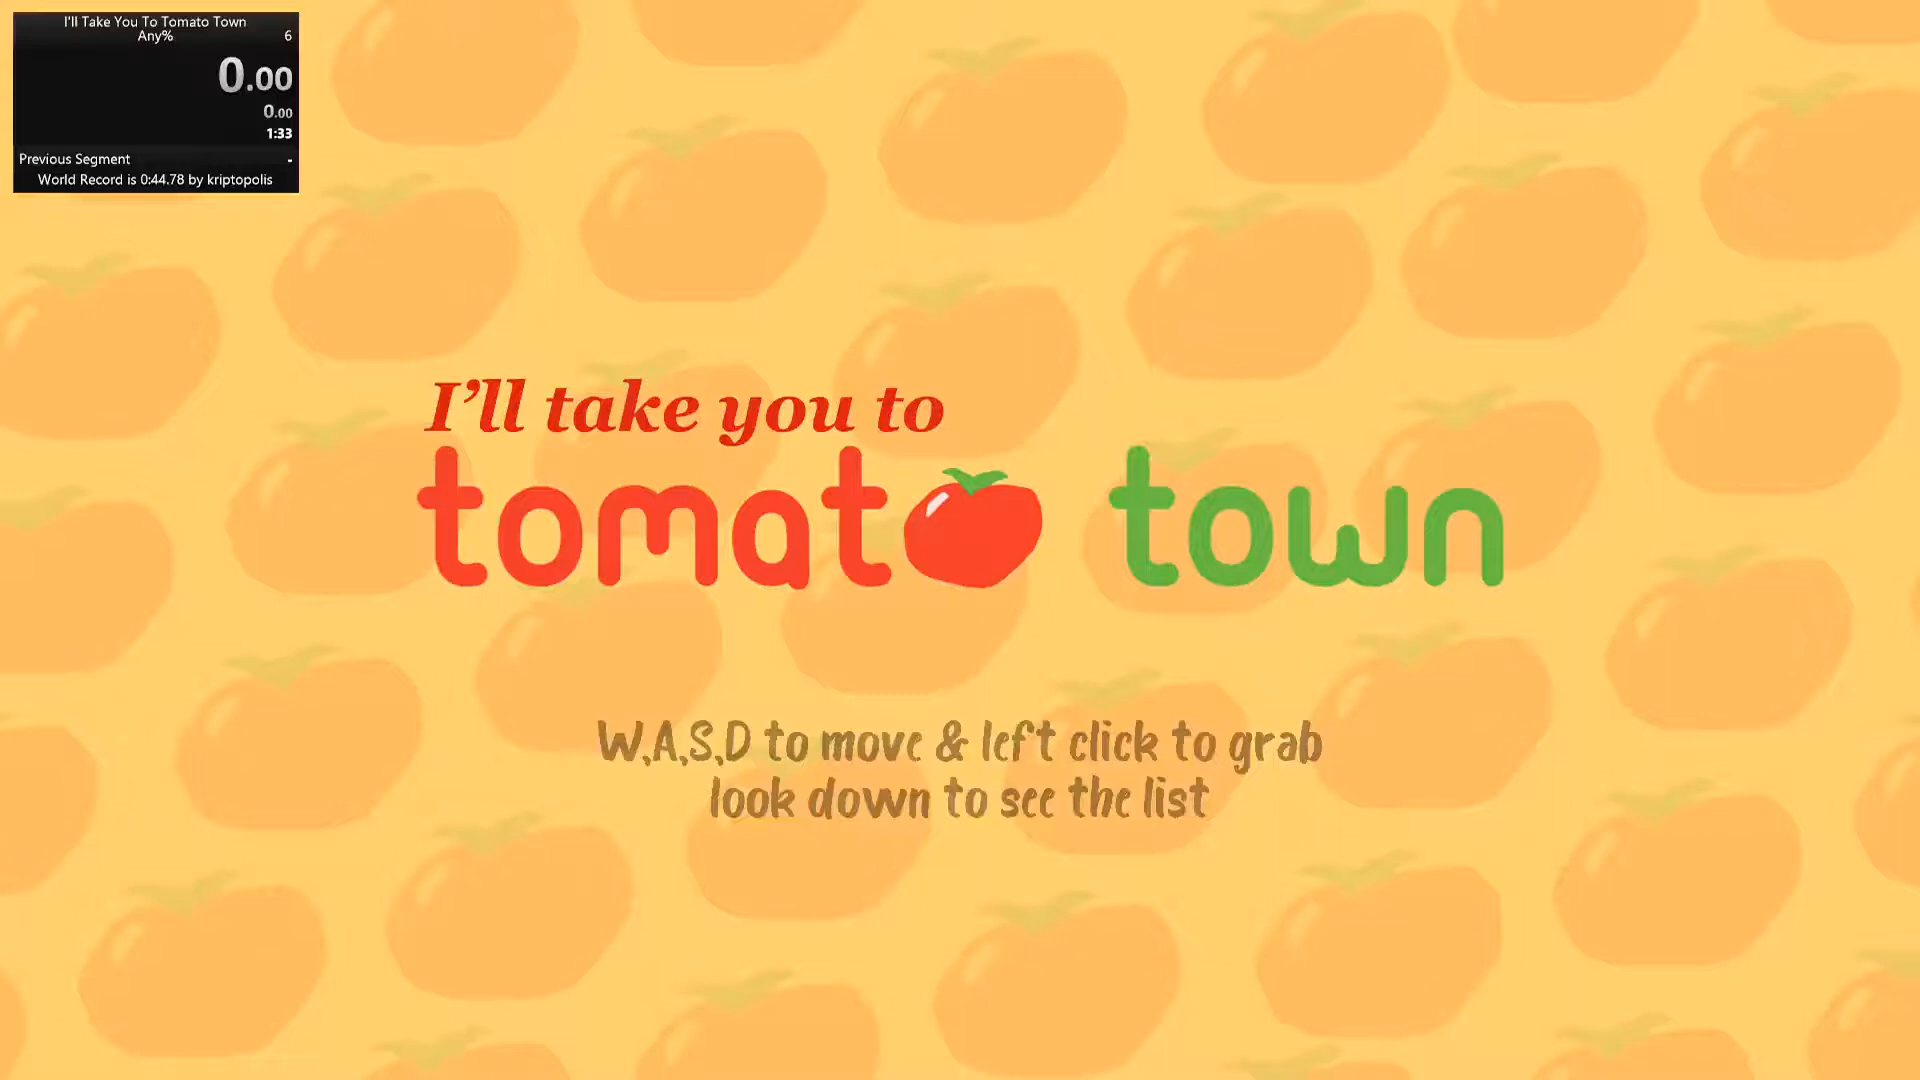 I'll Take You To Tomato Town
Any% 6
0.00
0.00
1:33
Previous Segment -
World Record is 0:44.78 by kriptopolis
I'll take you to
tomat town
W,A,S,D to move & left click to grab
look down to see the list